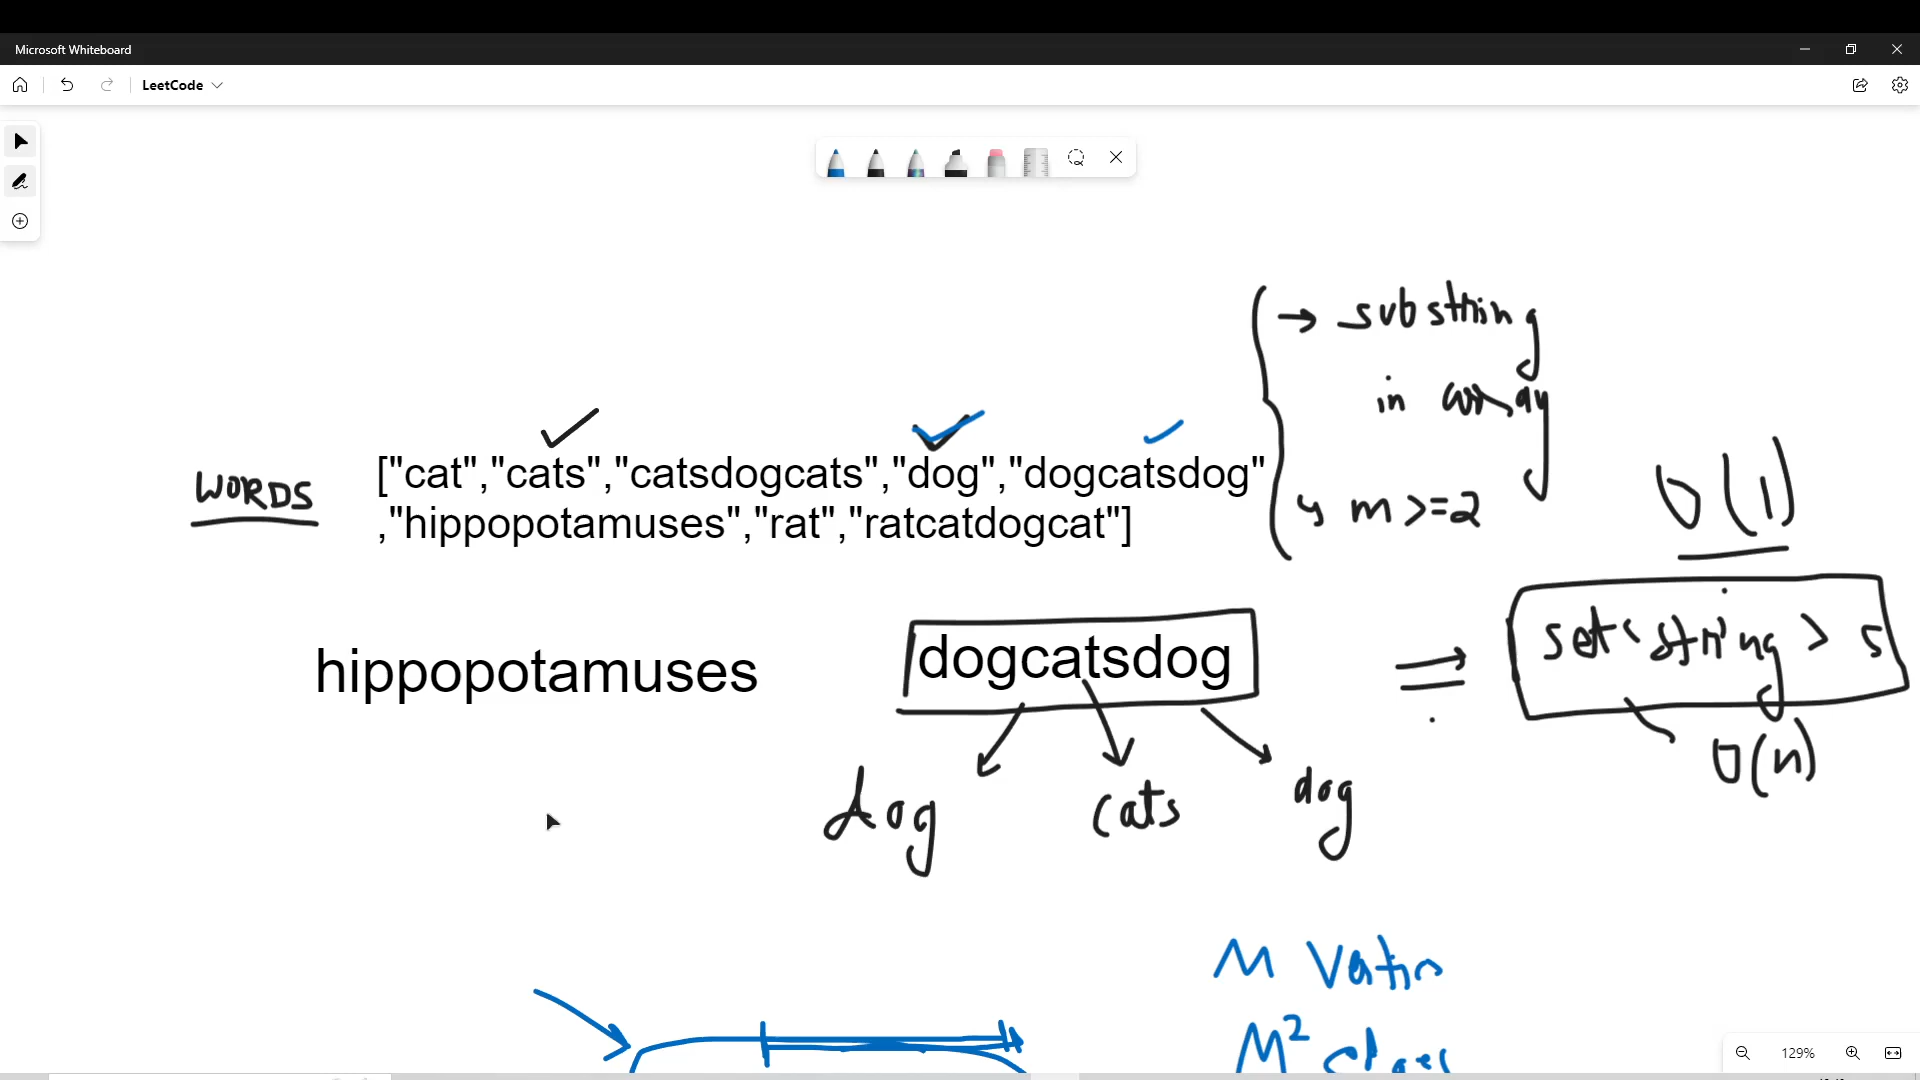 Microsoft Whiteboard
LeetCode
→ substring
in array
WORDS
["cat","cats","catsdogcats","dog","dogcatsdog"
,"hippopotamuses","rat","ratcatdogcat"]
↳ m >=2
O(1)
hippopotamuses
dogcatsdog
set<string> s
O(n)
dog
cats
dog
M
M²
129%